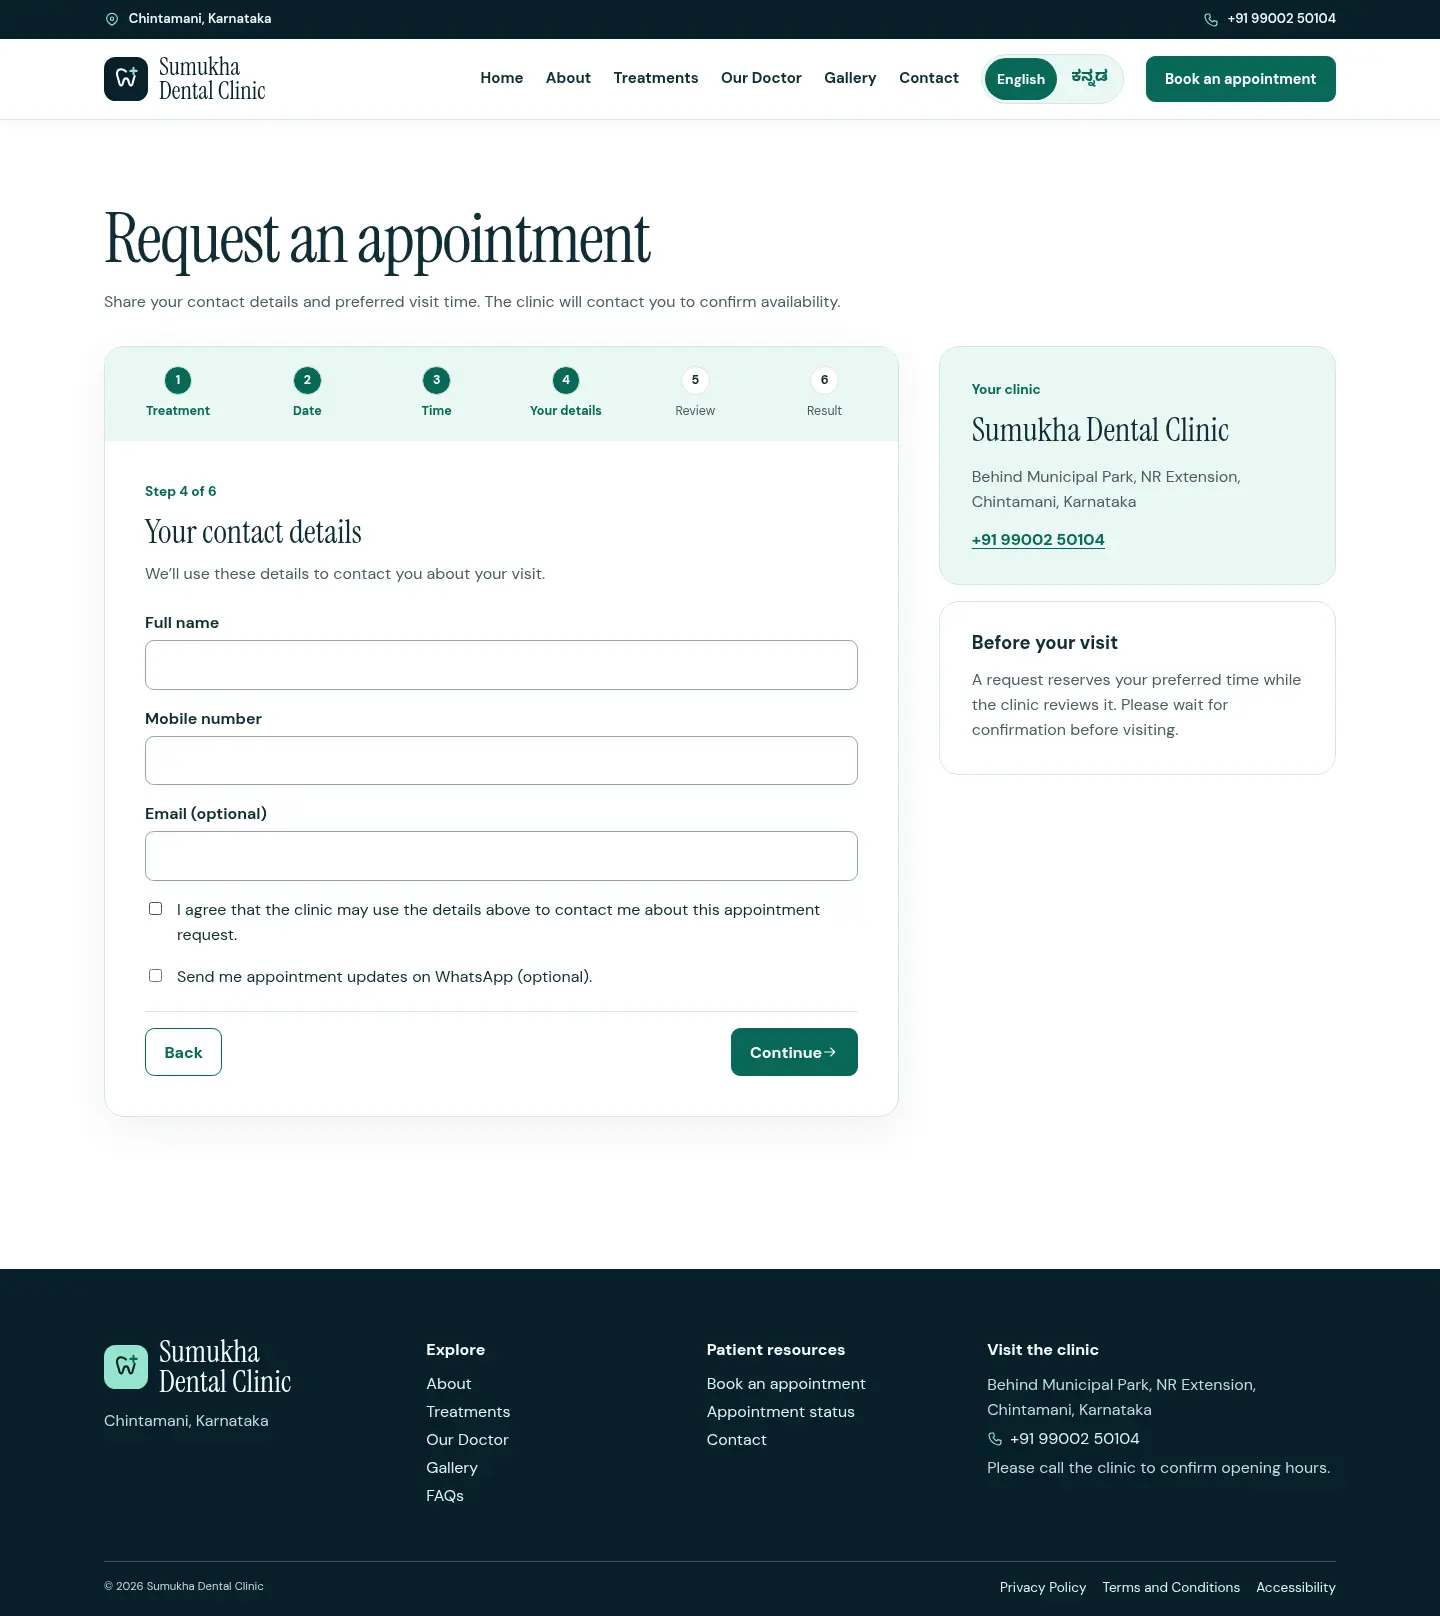 Chintamani, Karnataka
+91 99002 50104
Sumukha
Dental Clinic
Home
About
Treatments
Our Doctor
Gallery
Contact
English
ಕನ್ನಡ
Book an appointment
Request an appointment
Share your contact details and preferred visit time. The clinic will contact you to confirm availability.
1
Treatment
2
Date
3
Time
4
Your details
5
Review
6
Result
Step 4 of 6
Your contact details
We’ll use these details to contact you about your visit.
Full name
Mobile number
Email (optional)
I agree that the clinic may use the details above to contact me about this appointment
request.
Send me appointment updates on WhatsApp (optional).
Back
Continue→
Your clinic
Sumukha Dental Clinic
Behind Municipal Park, NR Extension,
Chintamani, Karnataka
+91 99002 50104
Before your visit
A request reserves your preferred time while
the clinic reviews it. Please wait for
confirmation before visiting.
Sumukha
Dental Clinic
Chintamani, Karnataka
Explore
About
Treatments
Our Doctor
Gallery
FAQs
Patient resources
Book an appointment
Appointment status
Contact
Visit the clinic
Behind Municipal Park, NR Extension,
Chintamani, Karnataka
+91 99002 50104
Please call the clinic to confirm opening hours.
© 2026 Sumukha Dental Clinic
Privacy Policy
Terms and Conditions
Accessibility